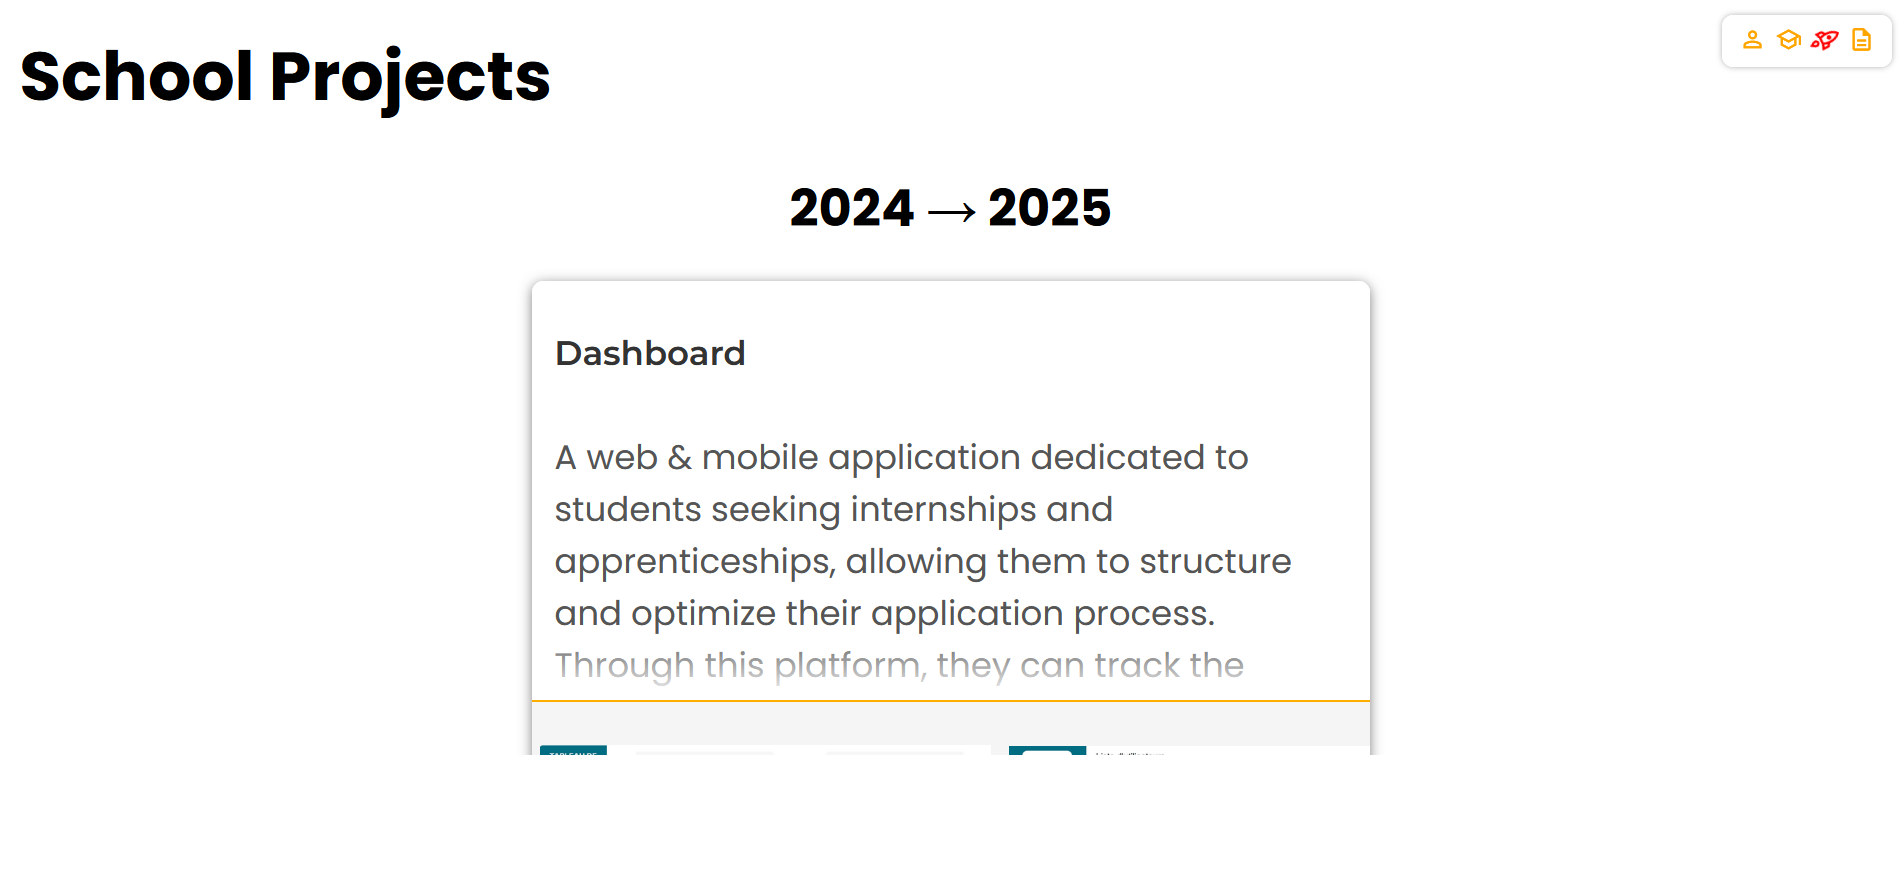 School Projects
2024 → 2025
Dashboard
A web & mobile application dedicated to
students seeking internships and
apprenticeships, allowing them to structure
and optimize their application process.
Through this platform, they can track the